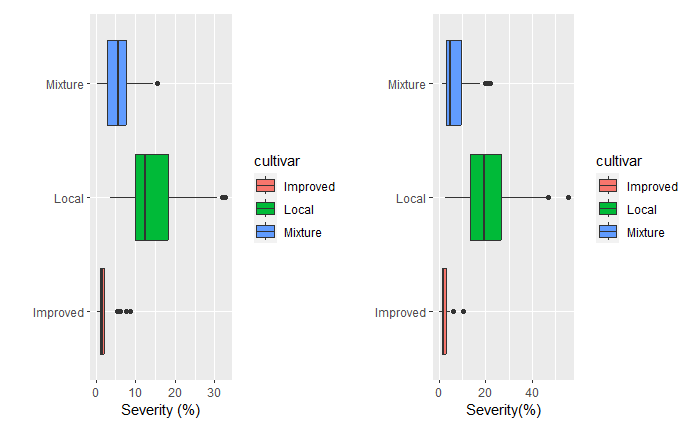 Mixture
Local
Improved
0 10 20 30
Severity (%)
cultivar
Improved
Local
Mixture
Mixture
Local
Improved
0 20 40
Severity(%)
cultivar
Improved
Local
Mixture